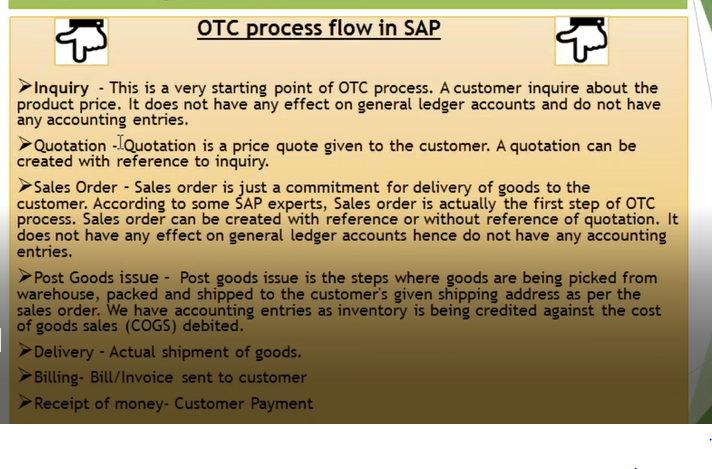 OTC process flow in SAP
➢Inquiry - This is a very starting point of OTC process. A customer inquire about the
product price. It does not have any effect on general ledger accounts and do not have
any accounting entries.
➢Quotation - Quotation is a price quote given to the customer. A quotation can be
created with reference to inquiry.
➢Sales Order - Sales order is just a commitment for delivery of goods to the
customer. According to some SAP experts, Sales order is actually the first step of OTC
process. Sales order can be created with reference or without reference of quotation. It
does not have any effect on general ledger accounts hence do not have any accounting
entries.
➢Post Goods issue - Post goods issue is the steps where goods are being picked from
warehouse, packed and shipped to the customer's given shipping address as per the
sales order. We have accounting entries as inventory is being credited against the cost
of goods sales (COGS) debited.
➢Delivery - Actual shipment of goods.
➢Billing- Bill/Invoice sent to customer
➢Receipt of money- Customer Payment